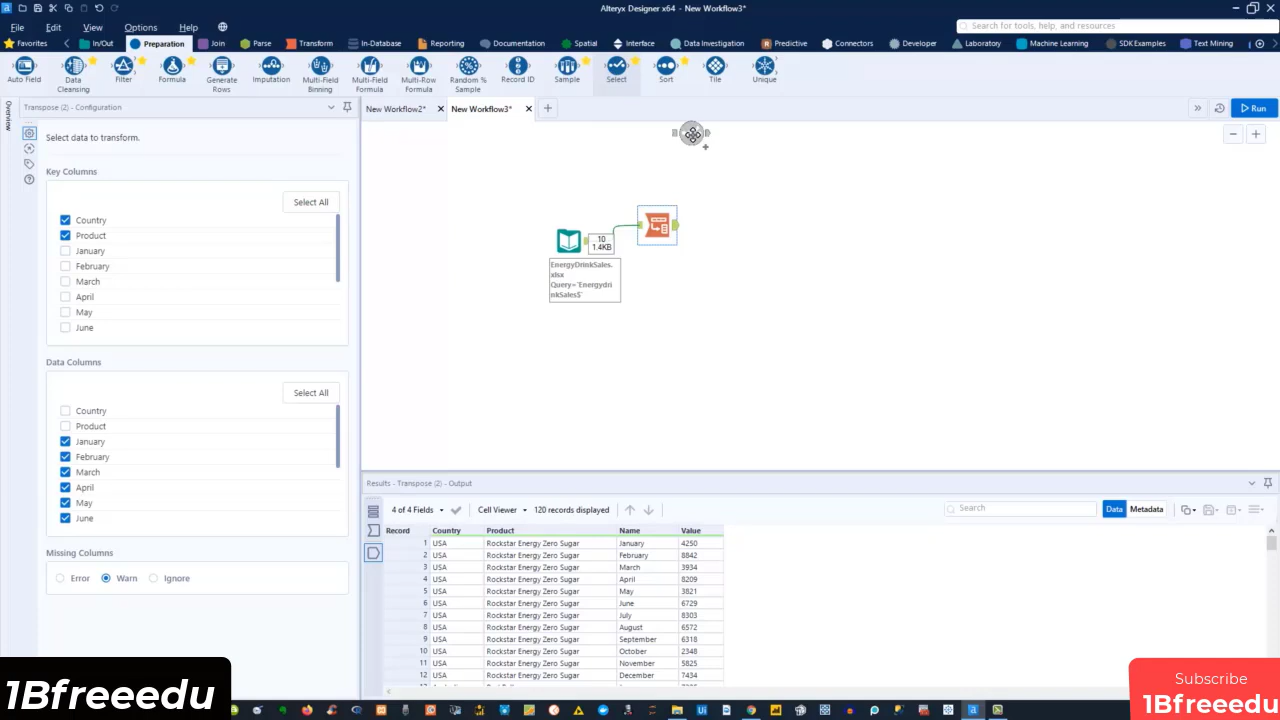 Alteryx Designer x64 - New Workflow3*
File Edit View Options Help
Search for tools, help, and resources
Favorites In/Out Preparation Join Parse Transform In-Database Reporting Documentation Spatial Interface Data Investigation Predictive Connectors Developer Laboratory Machine Learning SDKExamples Text Mining
Auto Field Data Cleansing Filter Formula Generate Rows Imputation Multi-Field Binning Multi-Field Formula Multi-Row Formula Random % Sample Record ID Sample Select Sort Tile Unique
Overview
Transpose (2) - Configuration
New Workflow2* New Workflow3*
Run
Select data to transform.
Key Columns
Select All
Country
Product
January
February
March
April
May
June
Data Columns
Select All
Country
Product
January
February
March
April
May
June
Missing Columns
Error Warn Ignore
10
1.4KB
EnergyDrinkSales.
xlsx
Query='Energydri
nkSales$'
Results - Transpose (2) - Output
4 of 4 Fields Cell Viewer 120 records displayed Search Data Metadata
Record Country Product Name Value
1 USA Rockstar Energy Zero Sugar January 4250
2 USA Rockstar Energy Zero Sugar February 8842
3 USA Rockstar Energy Zero Sugar March 3934
4 USA Rockstar Energy Zero Sugar April 8209
5 USA Rockstar Energy Zero Sugar May 3821
6 USA Rockstar Energy Zero Sugar June 6729
7 USA Rockstar Energy Zero Sugar July 8303
8 USA Rockstar Energy Zero Sugar August 6572
9 USA Rockstar Energy Zero Sugar September 6318
10 USA Rockstar Energy Zero Sugar October 2348
11 USA Rockstar Energy Zero Sugar November 5825
12 USA Rockstar Energy Zero Sugar December 7434
1Bfreeedu
Subscribe
1Bfreeedu